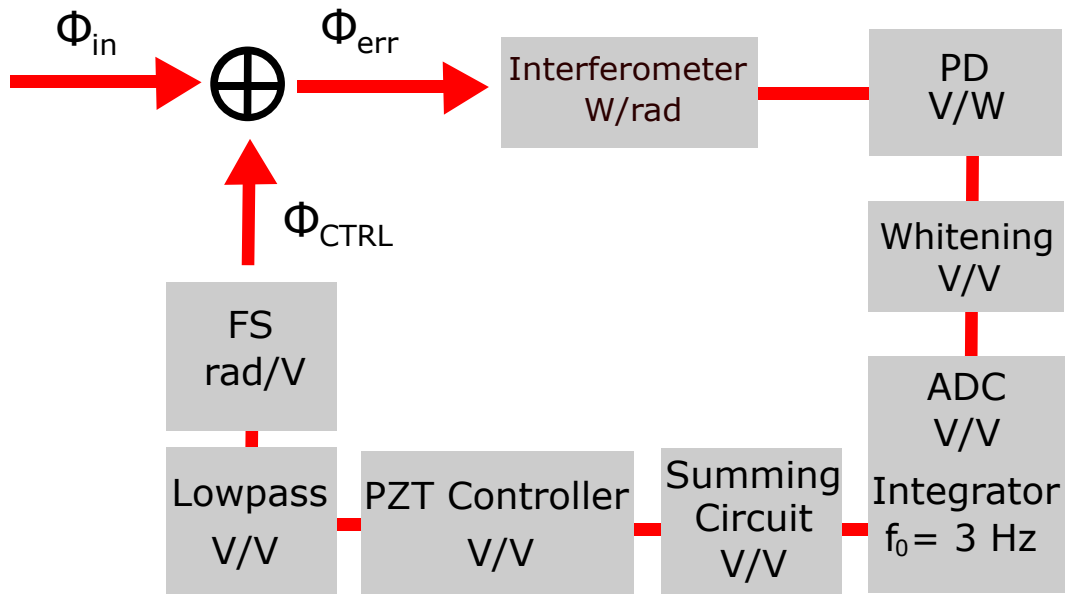 Φin
Φerr
Interferometer
W/rad
PD
V/W
ΦCTRL
Whitening
V/V
FS
rad/V
ADC
V/V
Integrator
f0= 3 Hz
Lowpass
V/V
PZT Controller
V/V
Summing
Circuit
V/V